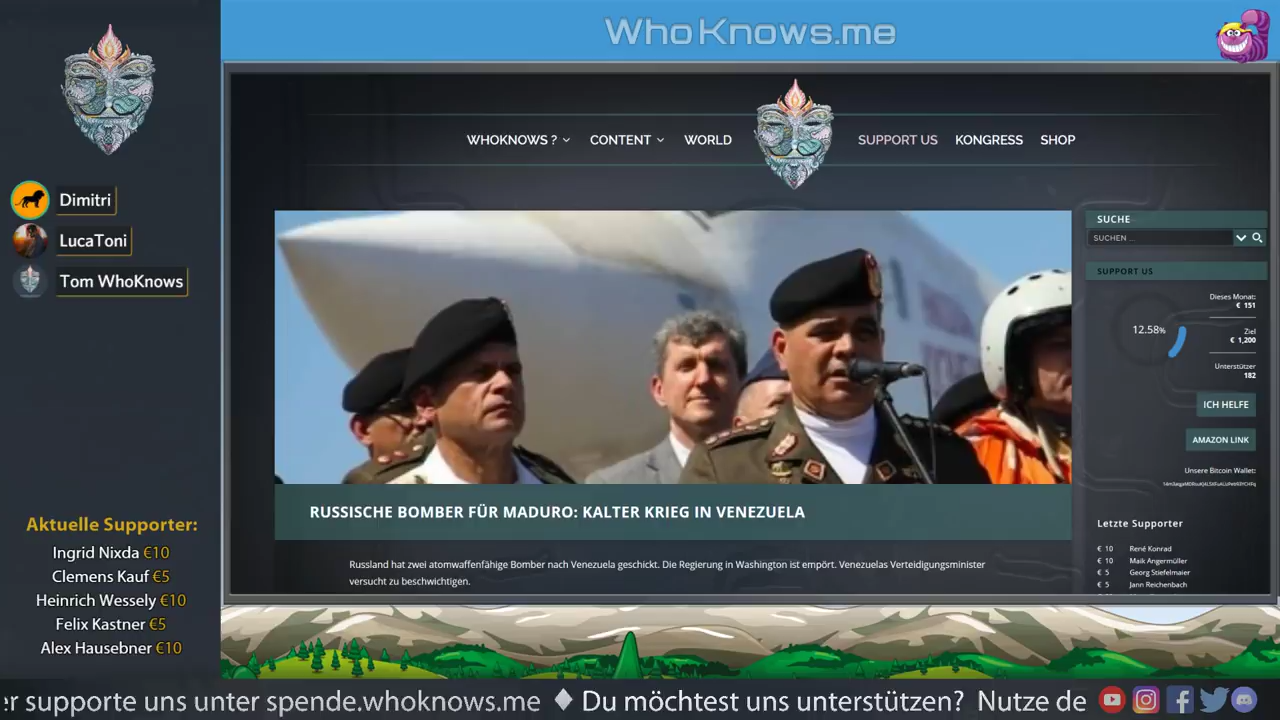 WhoKnows.me
WHOKNOWS ?
CONTENT
WORLD
SUPPORT US
KONGRESS
SHOP
Dimitri
LucaToni
Tom WhoKnows
Aktuelle Supporter:
Ingrid Nixda €10
Clemens Kauf €5
Heinrich Wessely €10
Felix Kastner €5
Alex Hausebner €10
RUSSISCHE BOMBER FÜR MADURO: KALTER KRIEG IN VENEZUELA
Russland hat zwei atomwaffenfähige Bomber nach Venezuela geschickt. Die Regierung in Washington ist empört. Venezuelas Verteidigungsminister
versucht zu beschwichtigen.
SUCHE
SUCHEN ...
SUPPORT US
12.58%
Dieses Monat:
€ 151
Ziel
€ 1,200
Unterstützer
182
ICH HELFE
AMAZON LINK
Unsere Bitcoin Wallet:
Letzte Supporter
€ 10 René Konrad
€ 10 Maik Angermüller
€ 5 Georg Stiefelmaier
€ 5 Jann Reichenbach
er supporte uns unter spende.whoknows.me ♦ Du möchtest uns unterstützen? Nutze de